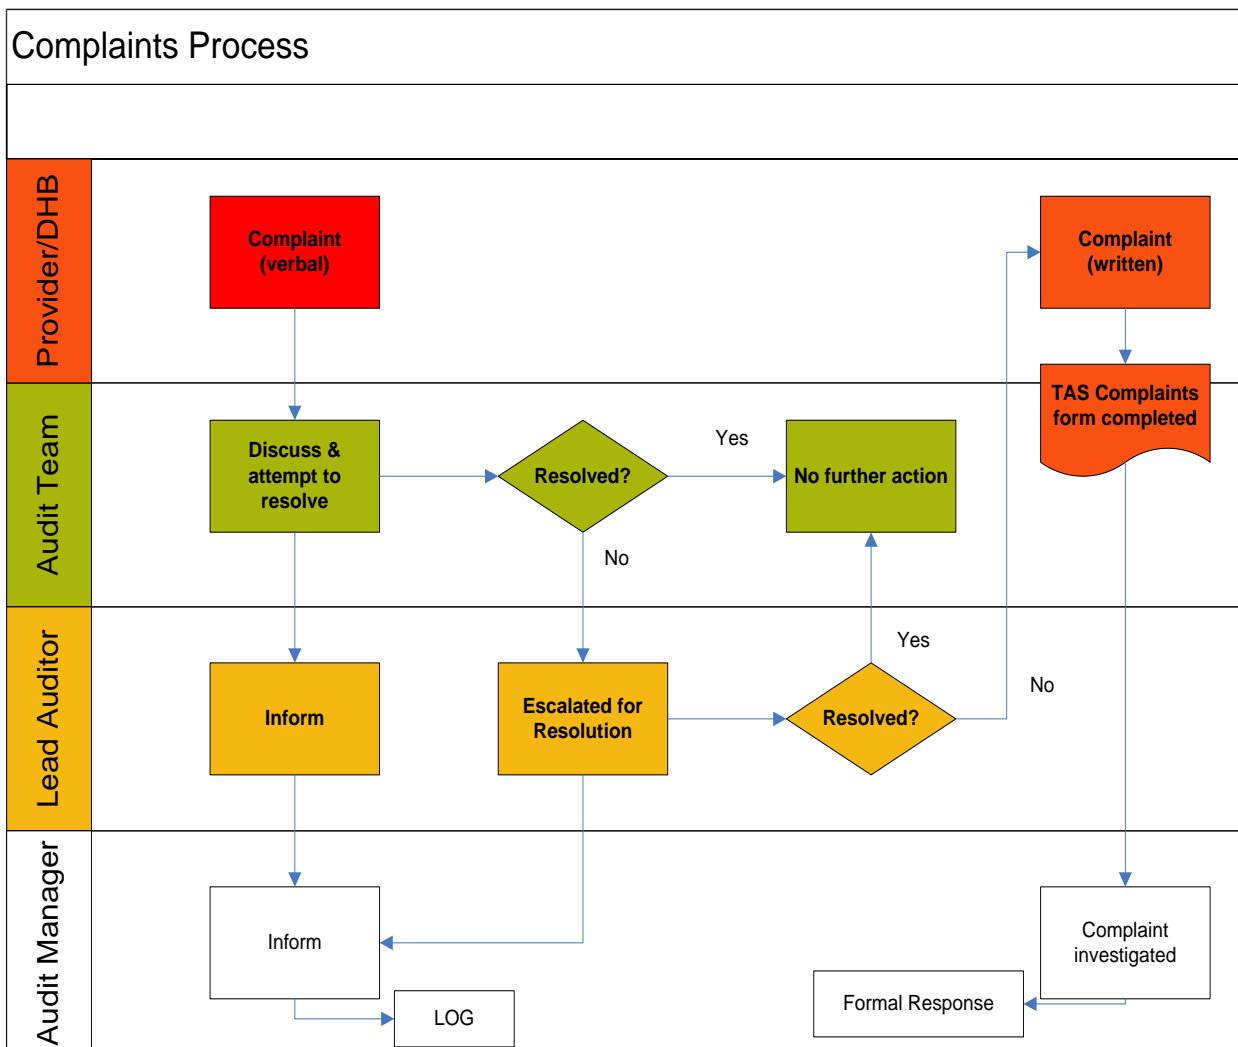 Complaints Process
Provider/DHB
Complaint
(verbal)
Complaint
(written)
TAS Complaints
form completed
Audit Team
Discuss &
attempt to
resolve
Resolved?
Yes
No further action
No
Lead Auditor
Inform
Escalated for
Resolution
Resolved?
Yes
No
Audit Manager
Inform
LOG
Complaint
investigated
Formal Response